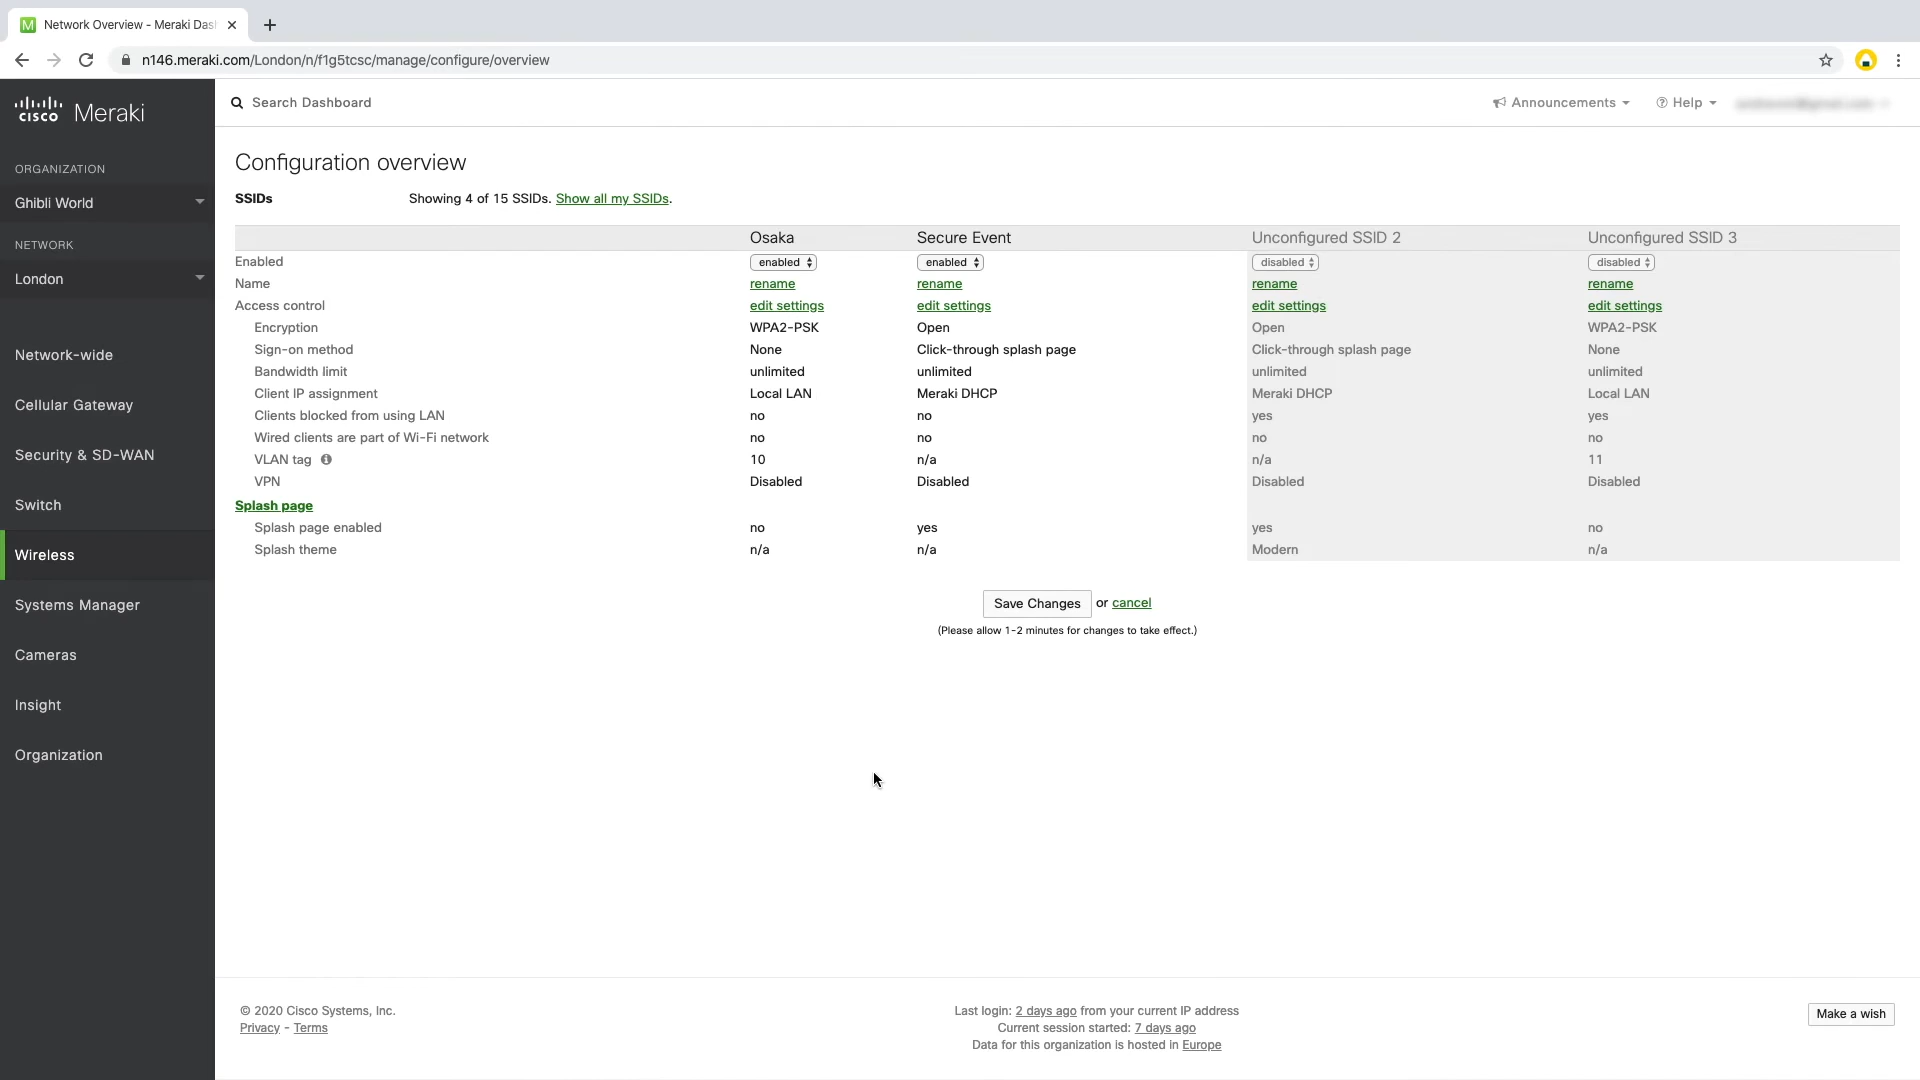 Network Overview - Meraki Das
n146.meraki.com/London/n/f1g5tcsc/manage/configure/overview
cisco Meraki
Search Dashboard
Announcements
Help
ORGANIZATION
Ghibli World
NETWORK
London
Network-wide
Cellular Gateway
Security & SD-WAN
Switch
Wireless
Systems Manager
Cameras
Insight
Organization
Configuration overview
SSIDs Showing 4 of 15 SSIDs. Show all my SSIDs.
Osaka Secure Event Unconfigured SSID 2 Unconfigured SSID 3
Enabled enabled enabled disabled disabled
Name rename rename rename rename
Access control edit settings edit settings edit settings edit settings
Encryption WPA2-PSK Open Open WPA2-PSK
Sign-on method None Click-through splash page Click-through splash page None
Bandwidth limit unlimited unlimited unlimited unlimited
Client IP assignment Local LAN Meraki DHCP Meraki DHCP Local LAN
Clients blocked from using LAN no no yes yes
Wired clients are part of Wi-Fi network no no no no
VLAN tag 10 n/a n/a 11
VPN Disabled Disabled Disabled Disabled
Splash page
Splash page enabled no yes yes no
Splash theme n/a n/a Modern n/a
Save Changes or cancel
(Please allow 1-2 minutes for changes to take effect.)
© 2020 Cisco Systems, Inc.
Privacy - Terms
Last login: 2 days ago from your current IP address
Current session started: 7 days ago
Data for this organization is hosted in Europe
Make a wish